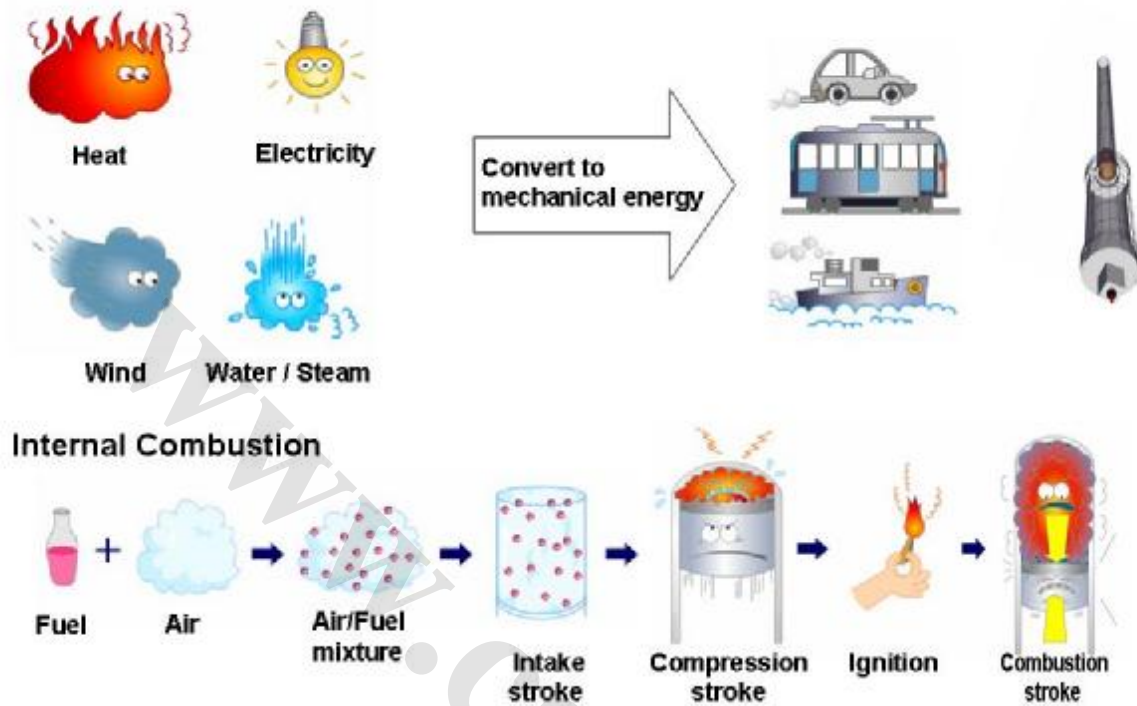 Heat
Electricity
Convert to
mechanical energy
Wind
Water / Steam
Internal Combustion
+
Fuel
Air
Air/Fuel
mixture
Intake
stroke
Compression
stroke
Ignition
Combustion
stroke
www.